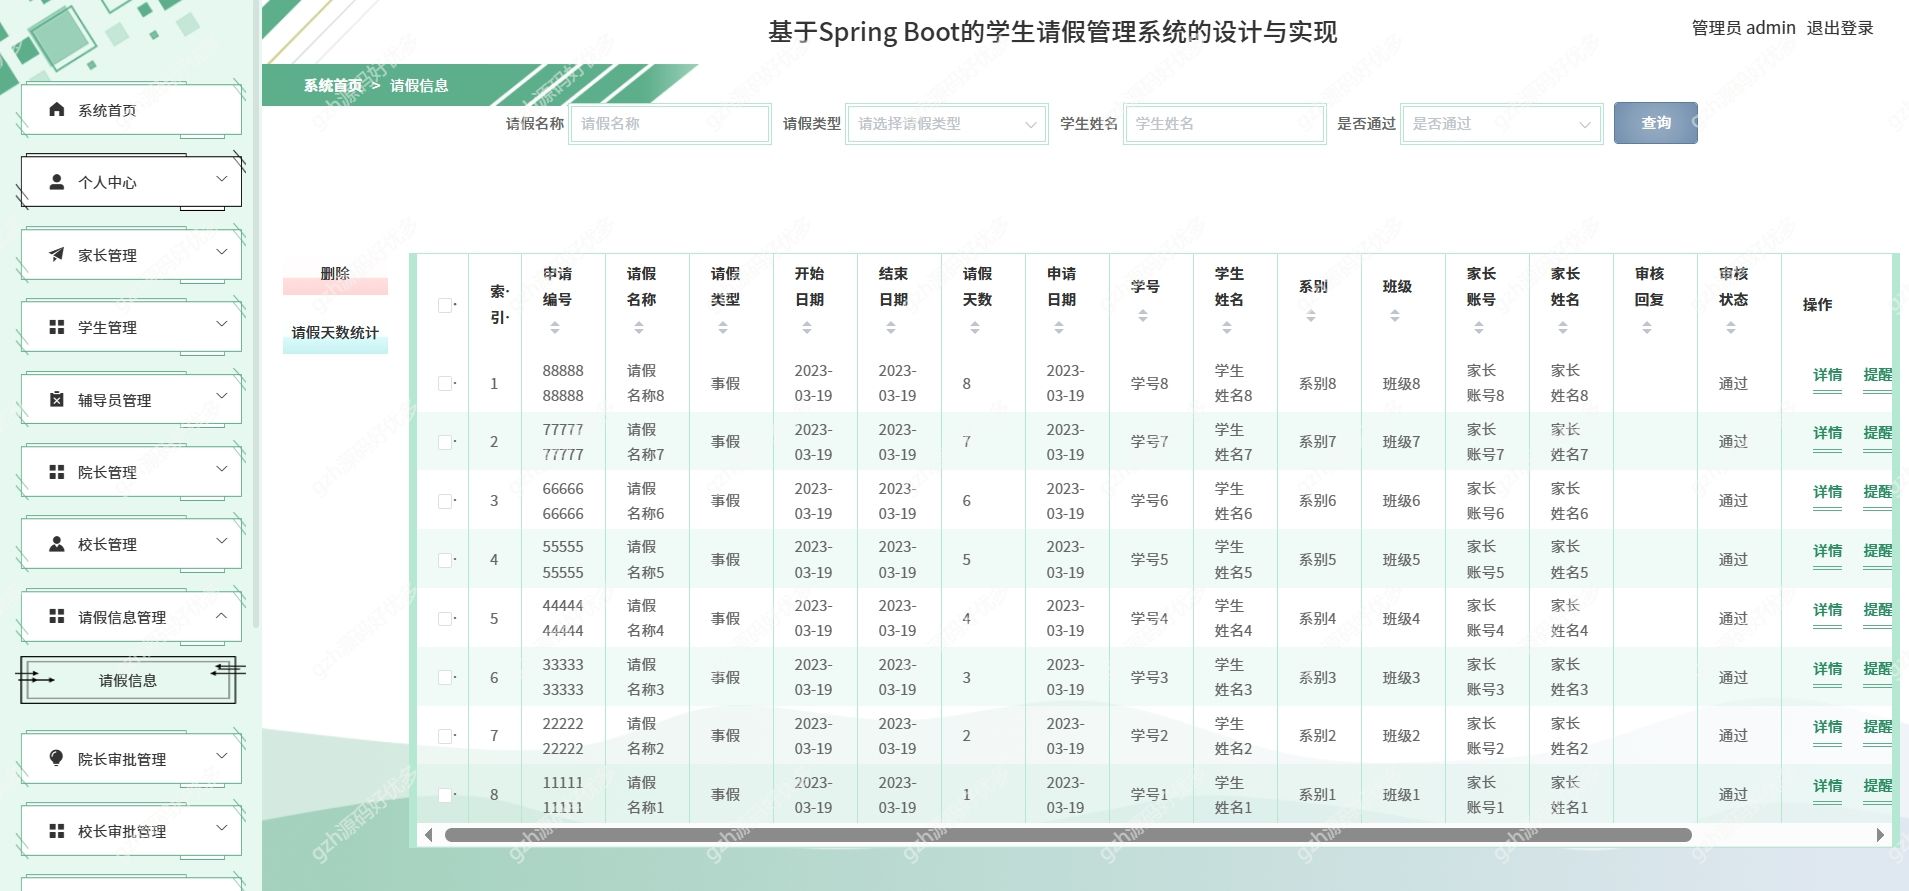 基于Spring Boot的学生请假管理系统的设计与实现
管理员 admin 退出登录
系统首页 > 请假信息
系统首页
个人中心
家长管理
学生管理
辅导员管理
院长管理
校长管理
请假信息管理
请假信息
院长审批管理
校长审批管理
请假名称 请假名称 请假类型 请选择请假类型 学生姓名 学生姓名 是否通过 是否通过 查询
删除
请假天数统计
索引 申请编号 请假名称 请假类型 开始日期 结束日期 请假天数 申请日期 学号 学生姓名 系别 班级 家长账号 家长姓名 审核回复 审核状态 操作
1 8888888888 请假名称8 事假 2023-03-19 2023-03-19 8 2023-03-19 学号8 学生姓名8 系别8 班级8 家长账号8 家长姓名8 通过 详情 提醒
2 7777777777 请假名称7 事假 2023-03-19 2023-03-19 7 2023-03-19 学号7 学生姓名7 系别7 班级7 家长账号7 家长姓名7 通过 详情 提醒
3 6666666666 请假名称6 事假 2023-03-19 2023-03-19 6 2023-03-19 学号6 学生姓名6 系别6 班级6 家长账号6 家长姓名6 通过 详情 提醒
4 5555555555 请假名称5 事假 2023-03-19 2023-03-19 5 2023-03-19 学号5 学生姓名5 系别5 班级5 家长账号5 家长姓名5 通过 详情 提醒
5 4444444444 请假名称4 事假 2023-03-19 2023-03-19 4 2023-03-19 学号4 学生姓名4 系别4 班级4 家长账号4 家长姓名4 通过 详情 提醒
6 3333333333 请假名称3 事假 2023-03-19 2023-03-19 3 2023-03-19 学号3 学生姓名3 系别3 班级3 家长账号3 家长姓名3 通过 详情 提醒
7 2222222222 请假名称2 事假 2023-03-19 2023-03-19 2 2023-03-19 学号2 学生姓名2 系别2 班级2 家长账号2 家长姓名2 通过 详情 提醒
8 1111111111 请假名称1 事假 2023-03-19 2023-03-19 1 2023-03-19 学号1 学生姓名1 系别1 班级1 家长账号1 家长姓名1 通过 详情 提醒
gzh源码好优多